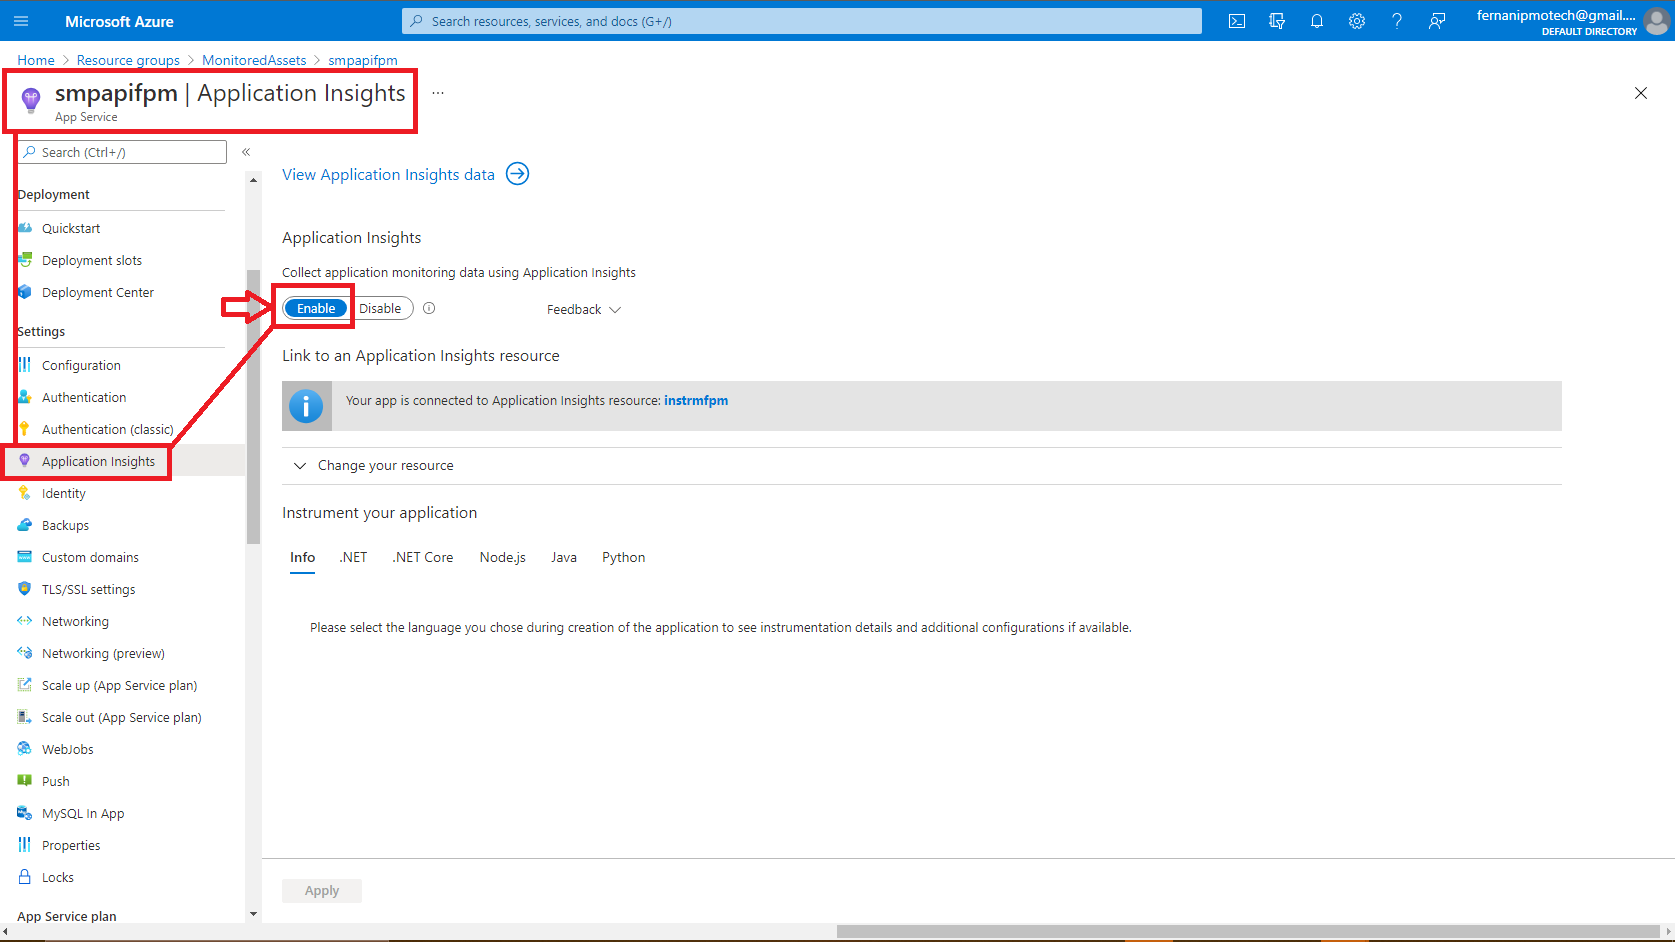 Microsoft Azure
Search resources, services, and docs (G+/)
fernanipmotech@gmail....
DEFAULT DIRECTORY
Home > Resource groups > MonitoredAssets > smpapifpm
smpapifpm | Application Insights ...
App Service
Search (Ctrl+/)
Deployment
Quickstart
Deployment slots
Deployment Center
Settings
Configuration
Authentication
Authentication (classic)
Application Insights
Identity
Backups
Custom domains
TLS/SSL settings
Networking
Networking (preview)
Scale up (App Service plan)
Scale out (App Service plan)
WebJobs
Push
MySQL In App
Properties
Locks
App Service plan
View Application Insights data
Application Insights
Collect application monitoring data using Application Insights
Enable Disable Feedback
Link to an Application Insights resource
Your app is connected to Application Insights resource: instrmfpm
Change your resource
Instrument your application
Info .NET .NET Core Node.js Java Python
Please select the language you chose during creation of the application to see instrumentation details and additional configurations if available.
Apply